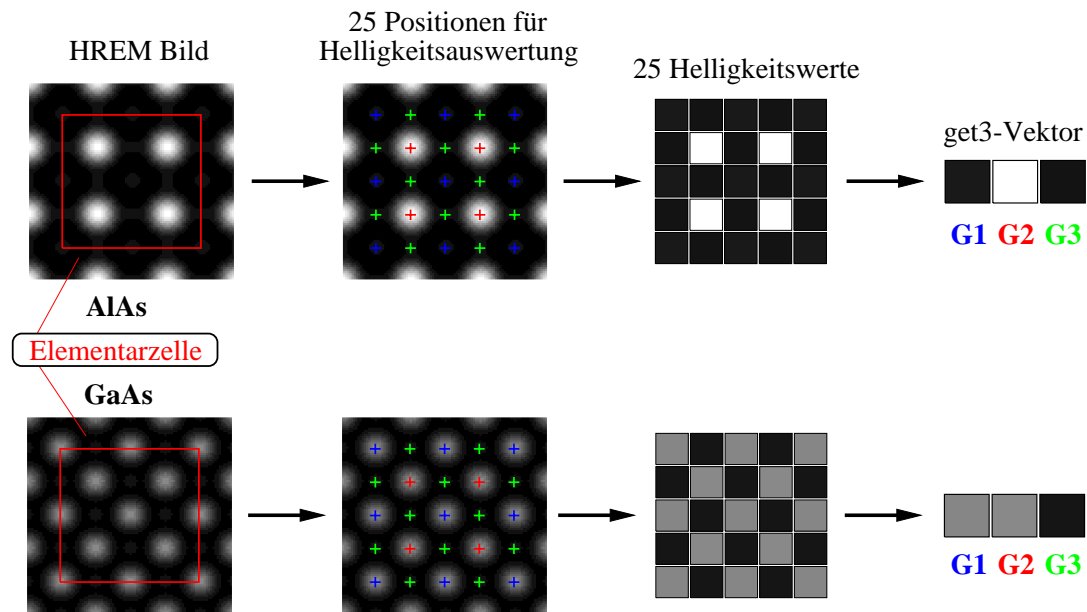 HREM Bild
25 Positionen für
Helligkeitsauswertung
25 Helligkeitswerte
get3-Vektor
G1 G2 G3
AlAs
Elementarzelle
GaAs
G1 G2 G3